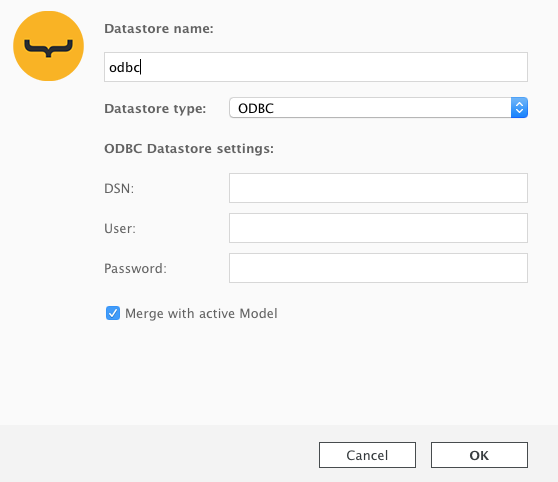 Datastore name:
odbc
Datastore type: ODBC
ODBC Datastore settings:
DSN:
User:
Password:
Merge with active Model
Cancel OK